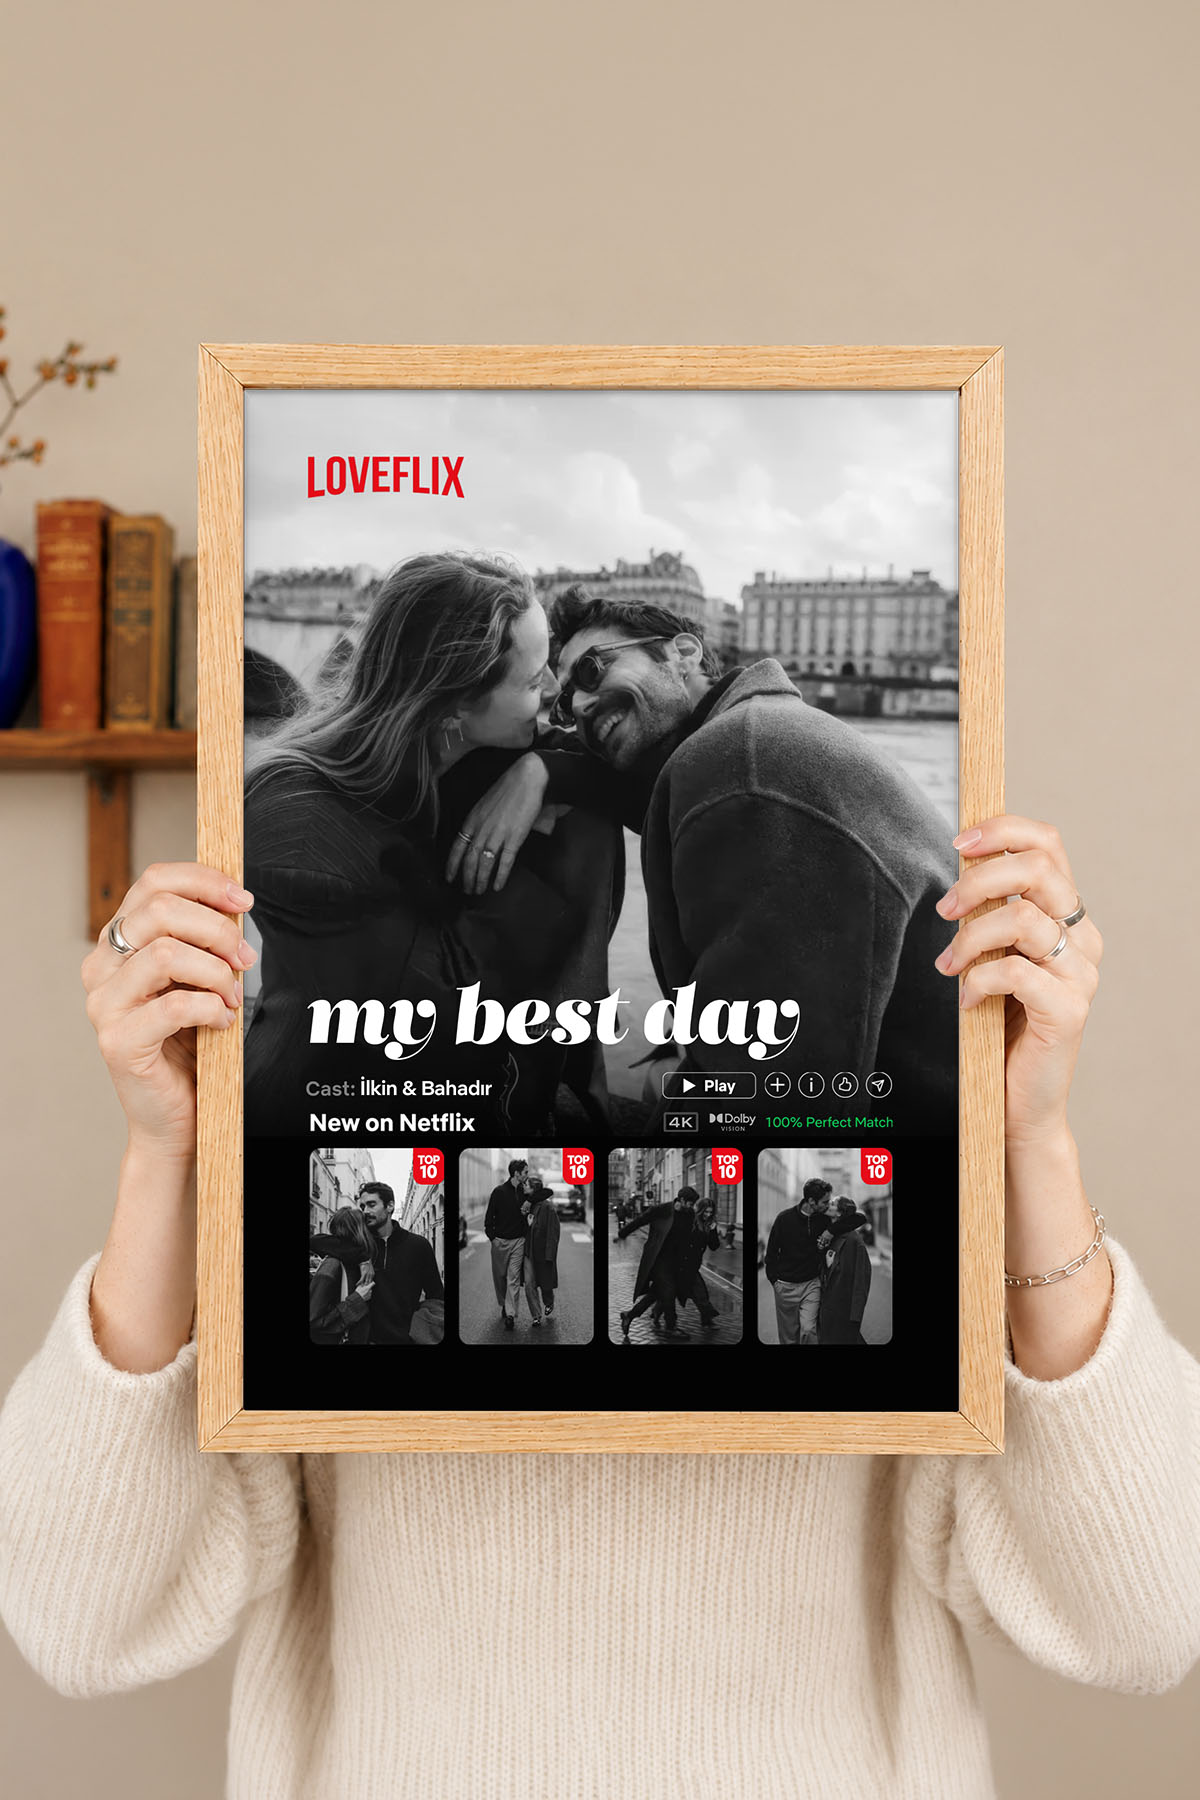 LOVEFLIX
my best day
Cast: İlkin & Bahadır
Play
New on Netflix
4K Dolby VISION 100% Perfect Match
TOP 10
TOP 10
TOP 10
TOP 10